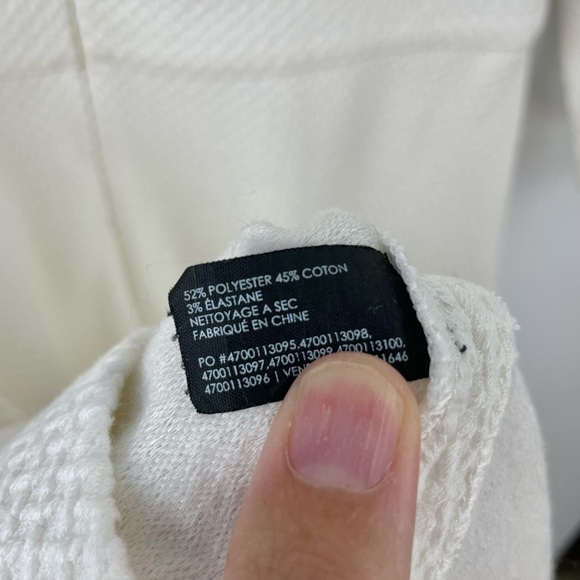 52% POLYESTER 45% COTON
3% ÉLASTANE
NETTOYAGE A SEC
FABRIQUÉ EN CHINE
PO #4700113095,4700113098,
4700113097,4700113099,4700113100,
4700113096 |